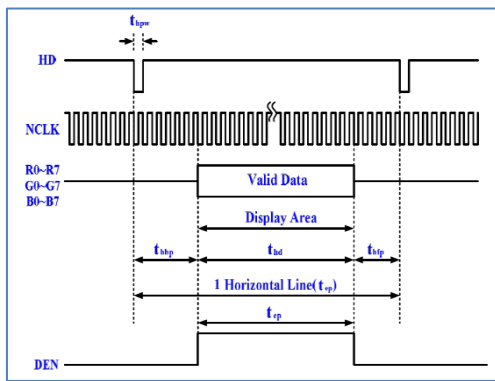 thpw
HD
NCLK
R0~R7
G0~G7
B0~B7
Valid Data
Display Area
thbp
thd
thfp
1 Horizontal Line(tep)
tep
DEN